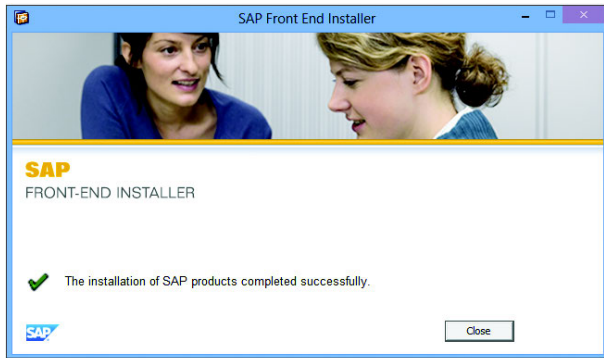 SAP Front End Installer
SAP
FRONT-END INSTALLER
The installation of SAP products completed successfully.
SAP
Close